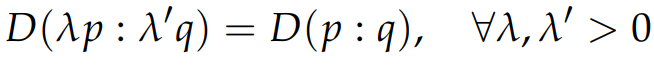 D(λp : λ′q) = D(p : q), ∀λ, λ′ > 0